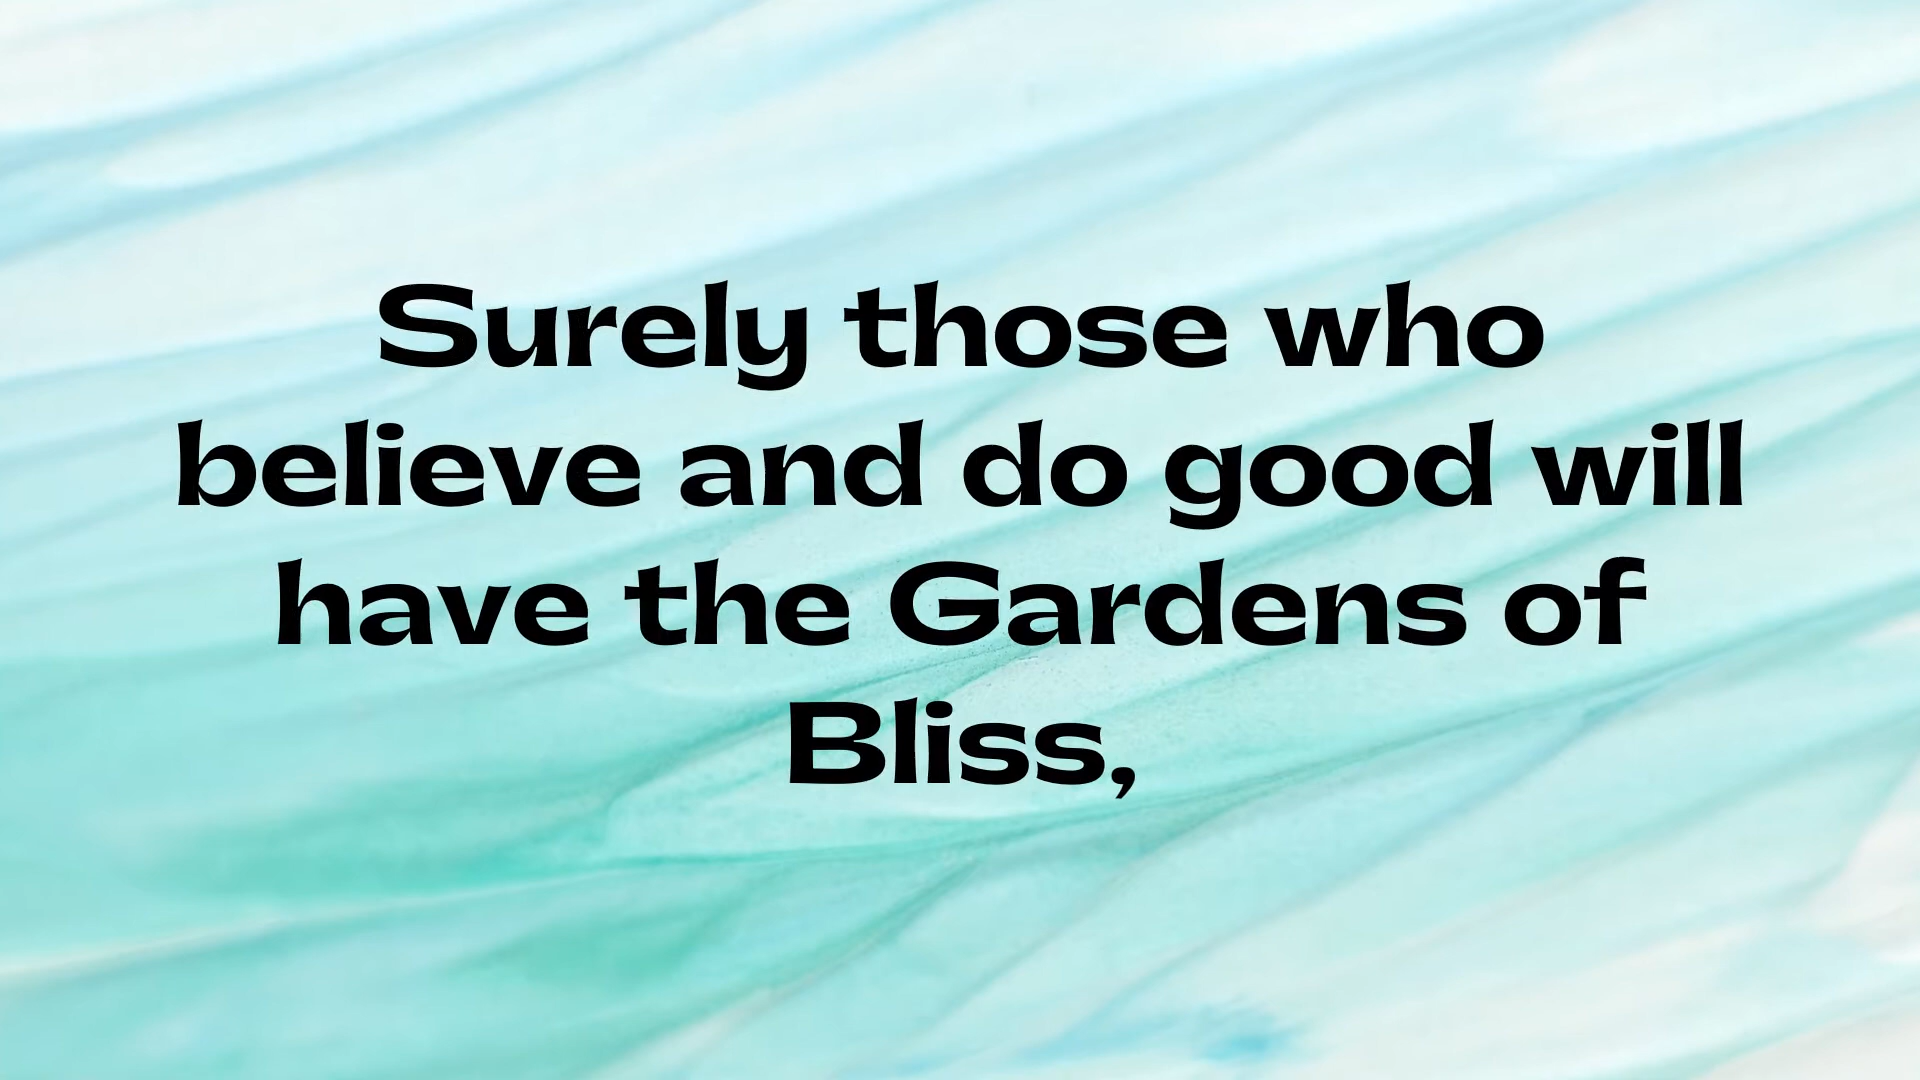 Surely those who
believe and do good will
have the Gardens of
Bliss,